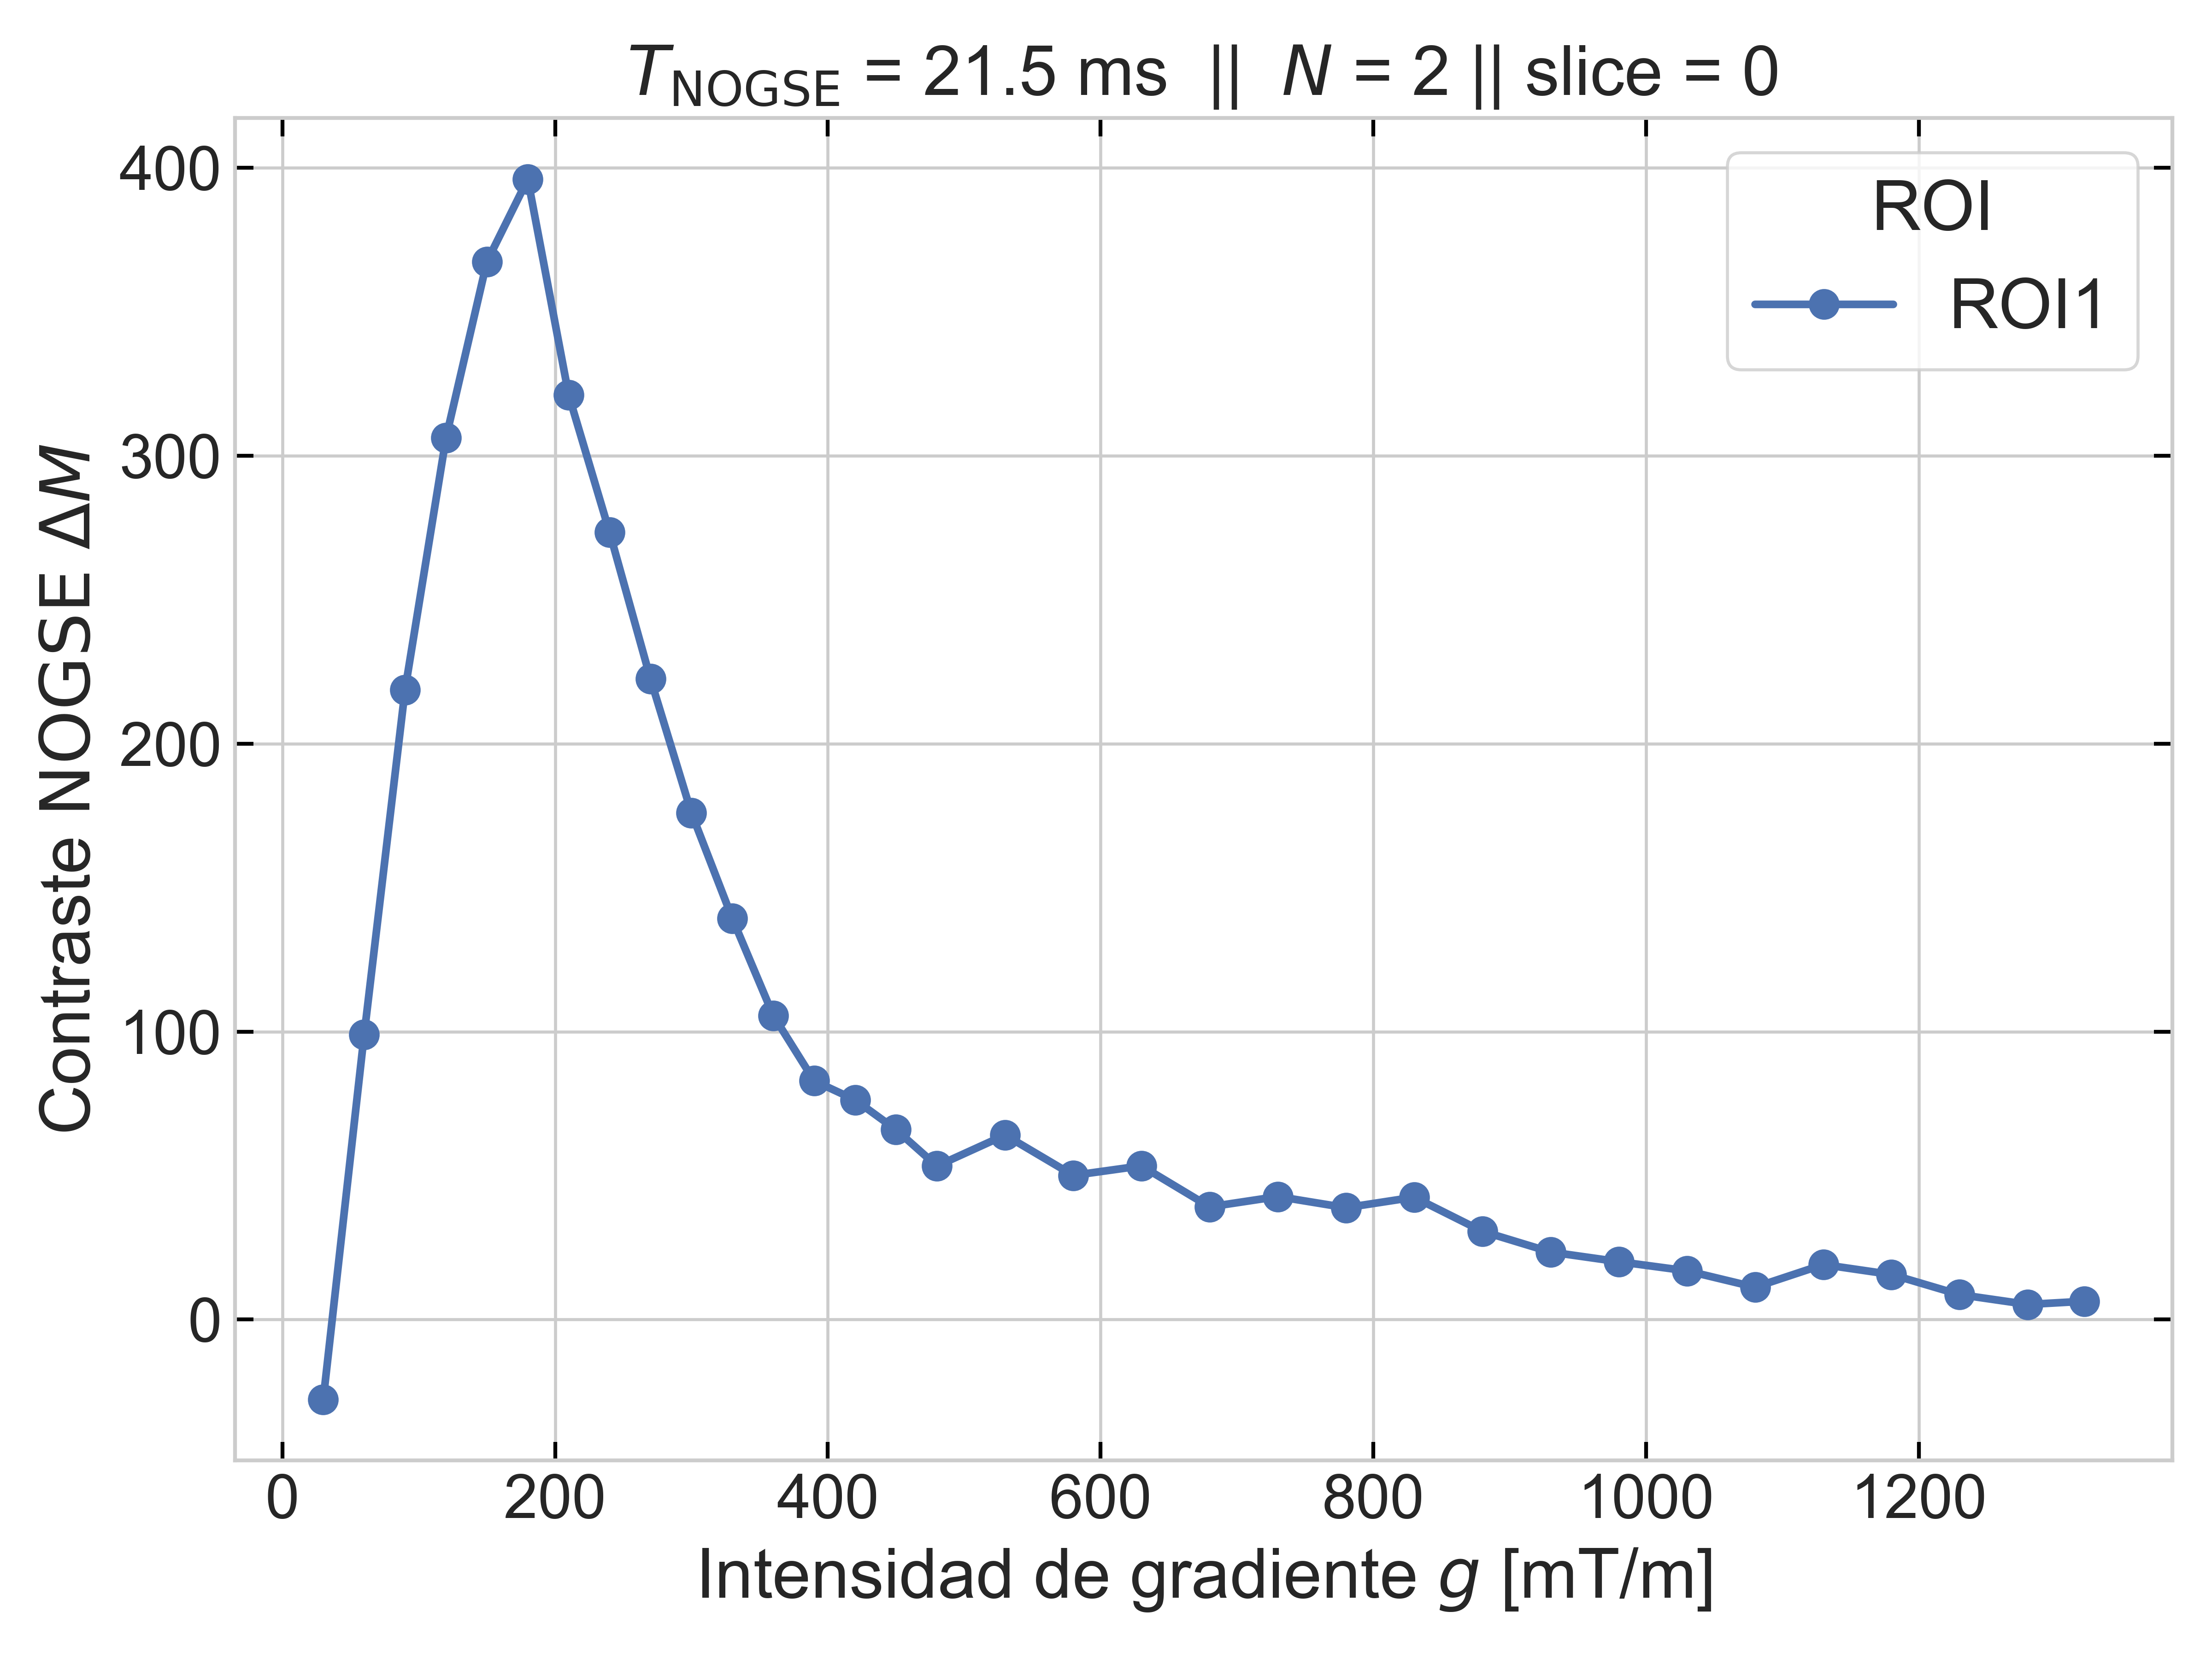 T_NOGSE = 21.5 ms || N = 2 || slice = 0
ROI
ROI1
Contraste NOGSE ΔM
400
300
200
100
0
0 200 400 600 800 1000 1200
Intensidad de gradiente g [mT/m]